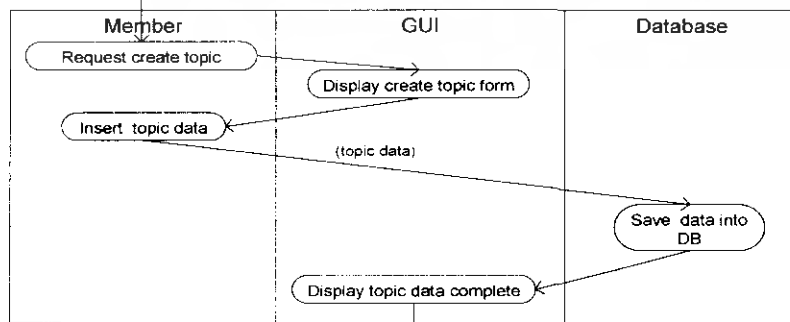 Member
GUI
Database
Request create topic
Display create topic form
Insert topic data
(topic data)
Save data into
DB
Display topic data complete